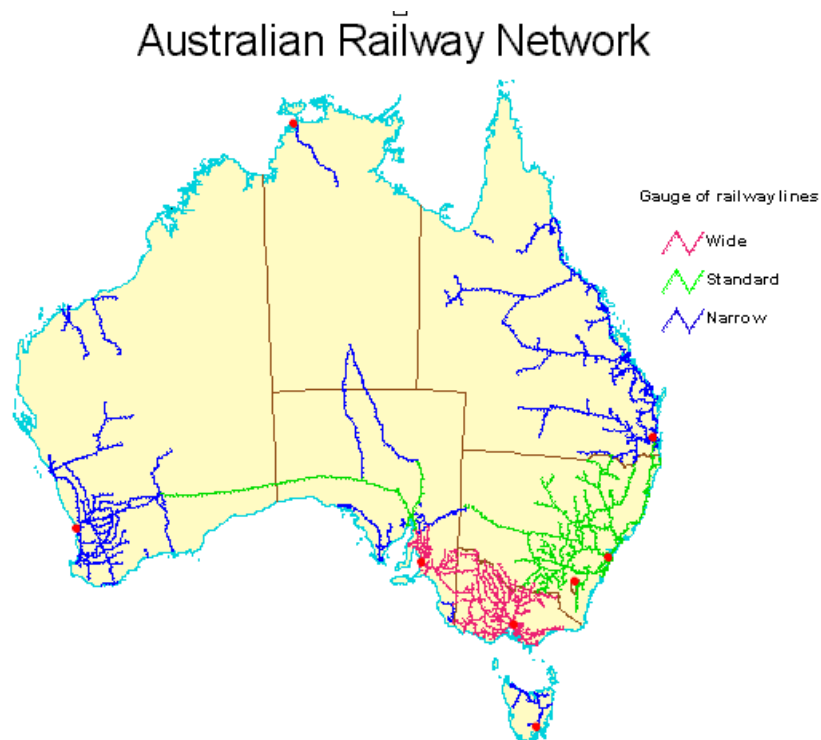 Australian Railway Network
Gauge of railway lines
Wide
Standard
Narrow